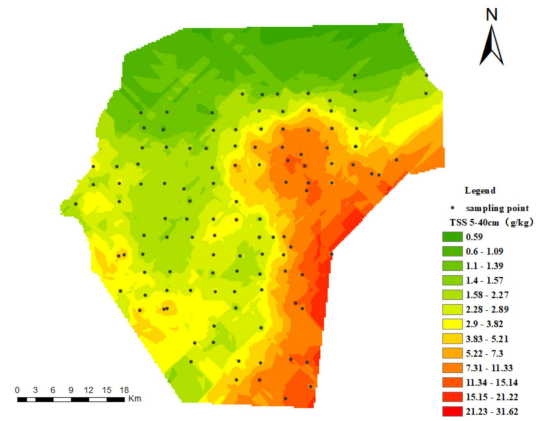 N
Legend
sampling point
TSS 5-40cm（g/kg）
0.59
0.6 - 1.09
1.1 - 1.39
1.4 - 1.57
1.58 - 2.27
2.28 - 2.89
2.9 - 3.82
3.83 - 5.21
5.22 - 7.3
7.31 - 11.33
11.34 - 15.14
15.15 - 21.22
21.23 - 31.62
0 3 6 12 18
Km